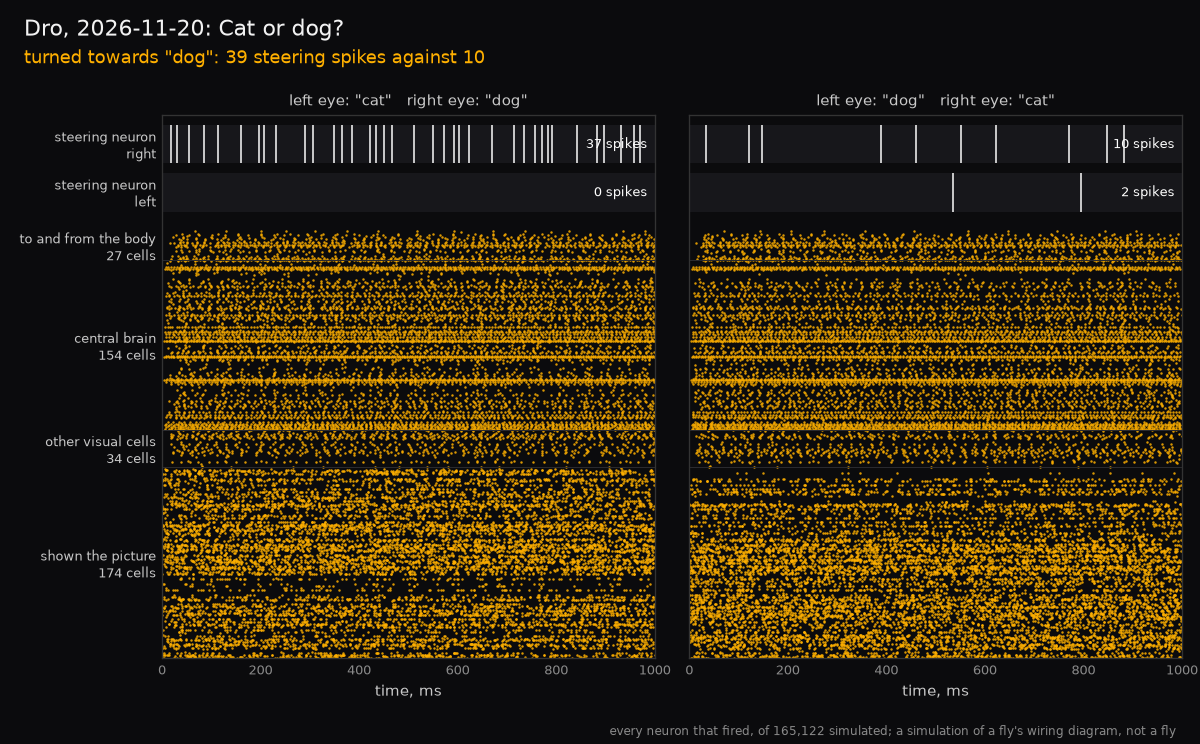 Dro, 2026-11-20: Cat or dog?
turned towards "dog": 39 steering spikes against 10
left eye: "cat"   right eye: "dog"
left eye: "dog"   right eye: "cat"
steering neuron
right
37 spikes
10 spikes
steering neuron
left
0 spikes
2 spikes
to and from the body
27 cells
central brain
154 cells
other visual cells
34 cells
shown the picture
174 cells
0 200 400 600 800 1000
0 200 400 600 800 1000
time, ms
time, ms
every neuron that fired, of 165,122 simulated; a simulation of a fly's wiring diagram, not a fly